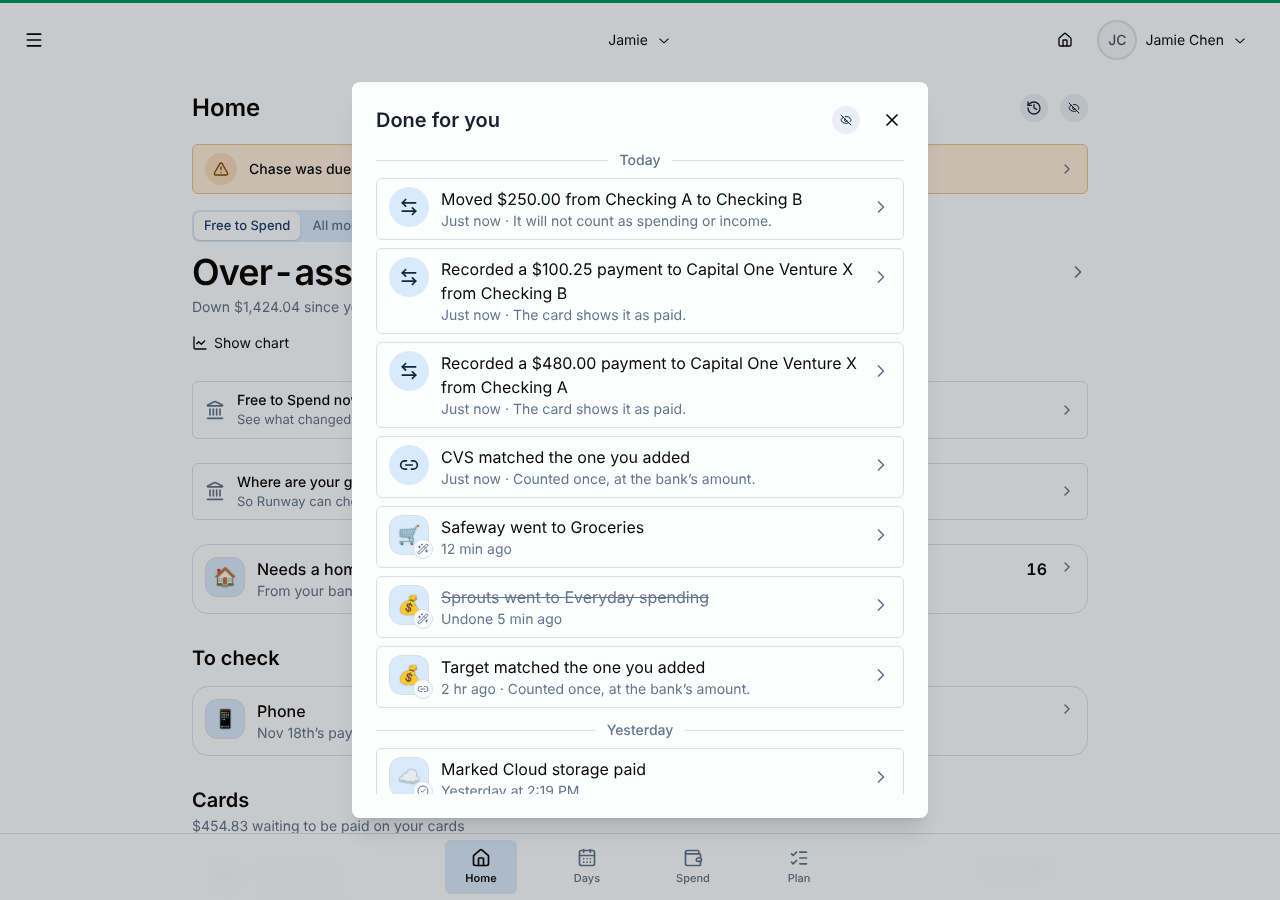 Jamie
JC
Jamie Chen
Home
Done for you
Chase was due
Today
Free to Spend
All mo
Moved $250.00 from Checking A to Checking B
Just now · It will not count as spending or income.
Over-ass
Down $1,424.04 since y
Show chart
Recorded a $100.25 payment to Capital One Venture X
from Checking B
Just now · The card shows it as paid.
Recorded a $480.00 payment to Capital One Venture X
from Checking A
Just now · The card shows it as paid.
Free to Spend no
See what changed
CVS matched the one you added
Just now · Counted once, at the bank’s amount.
Where are your g
So Runway can ch
Safeway went to Groceries
12 min ago
Needs a hom
From your ban
16
Sprouts went to Everyday spending
Undone 5 min ago
To check
Target matched the one you added
2 hr ago · Counted once, at the bank’s amount.
Phone
Nov 18th’s pay
Yesterday
Marked Cloud storage paid
Yesterday at 2:19 PM
Cards
$454.83 waiting to be paid on your cards
Home
Days
Spend
Plan